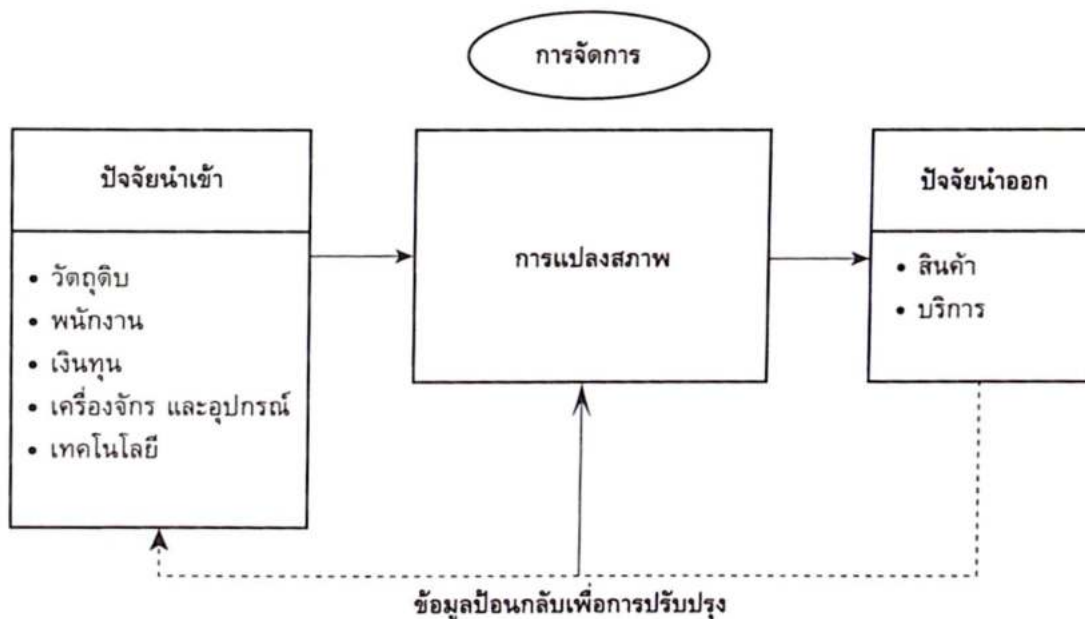 การจัดการ
ปัจจัยนำเข้า
• วัตถุดิบ
• พนักงาน
• เงินทุน
• เครื่องจักร และอุปกรณ์
• เทคโนโลยี
การแปลงสภาพ
ปัจจัยนำออก
• สินค้า
• บริการ
ข้อมูลป้อนกลับเพื่อการปรับปรุง